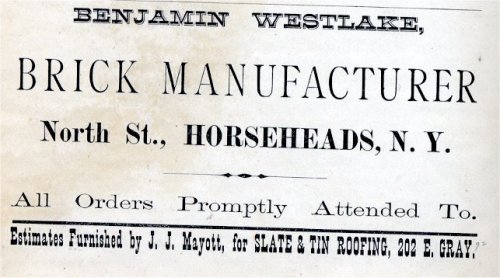 BENJAMIN WESTLAKE,
BRICK MANUFACTURER
North St., HORSEHEADS, N. Y.
All Orders Promptly Attended To.
Estimates Furnished by J. J. Mayott, for SLATE & TIN ROOFING, 202 E. GRAY.